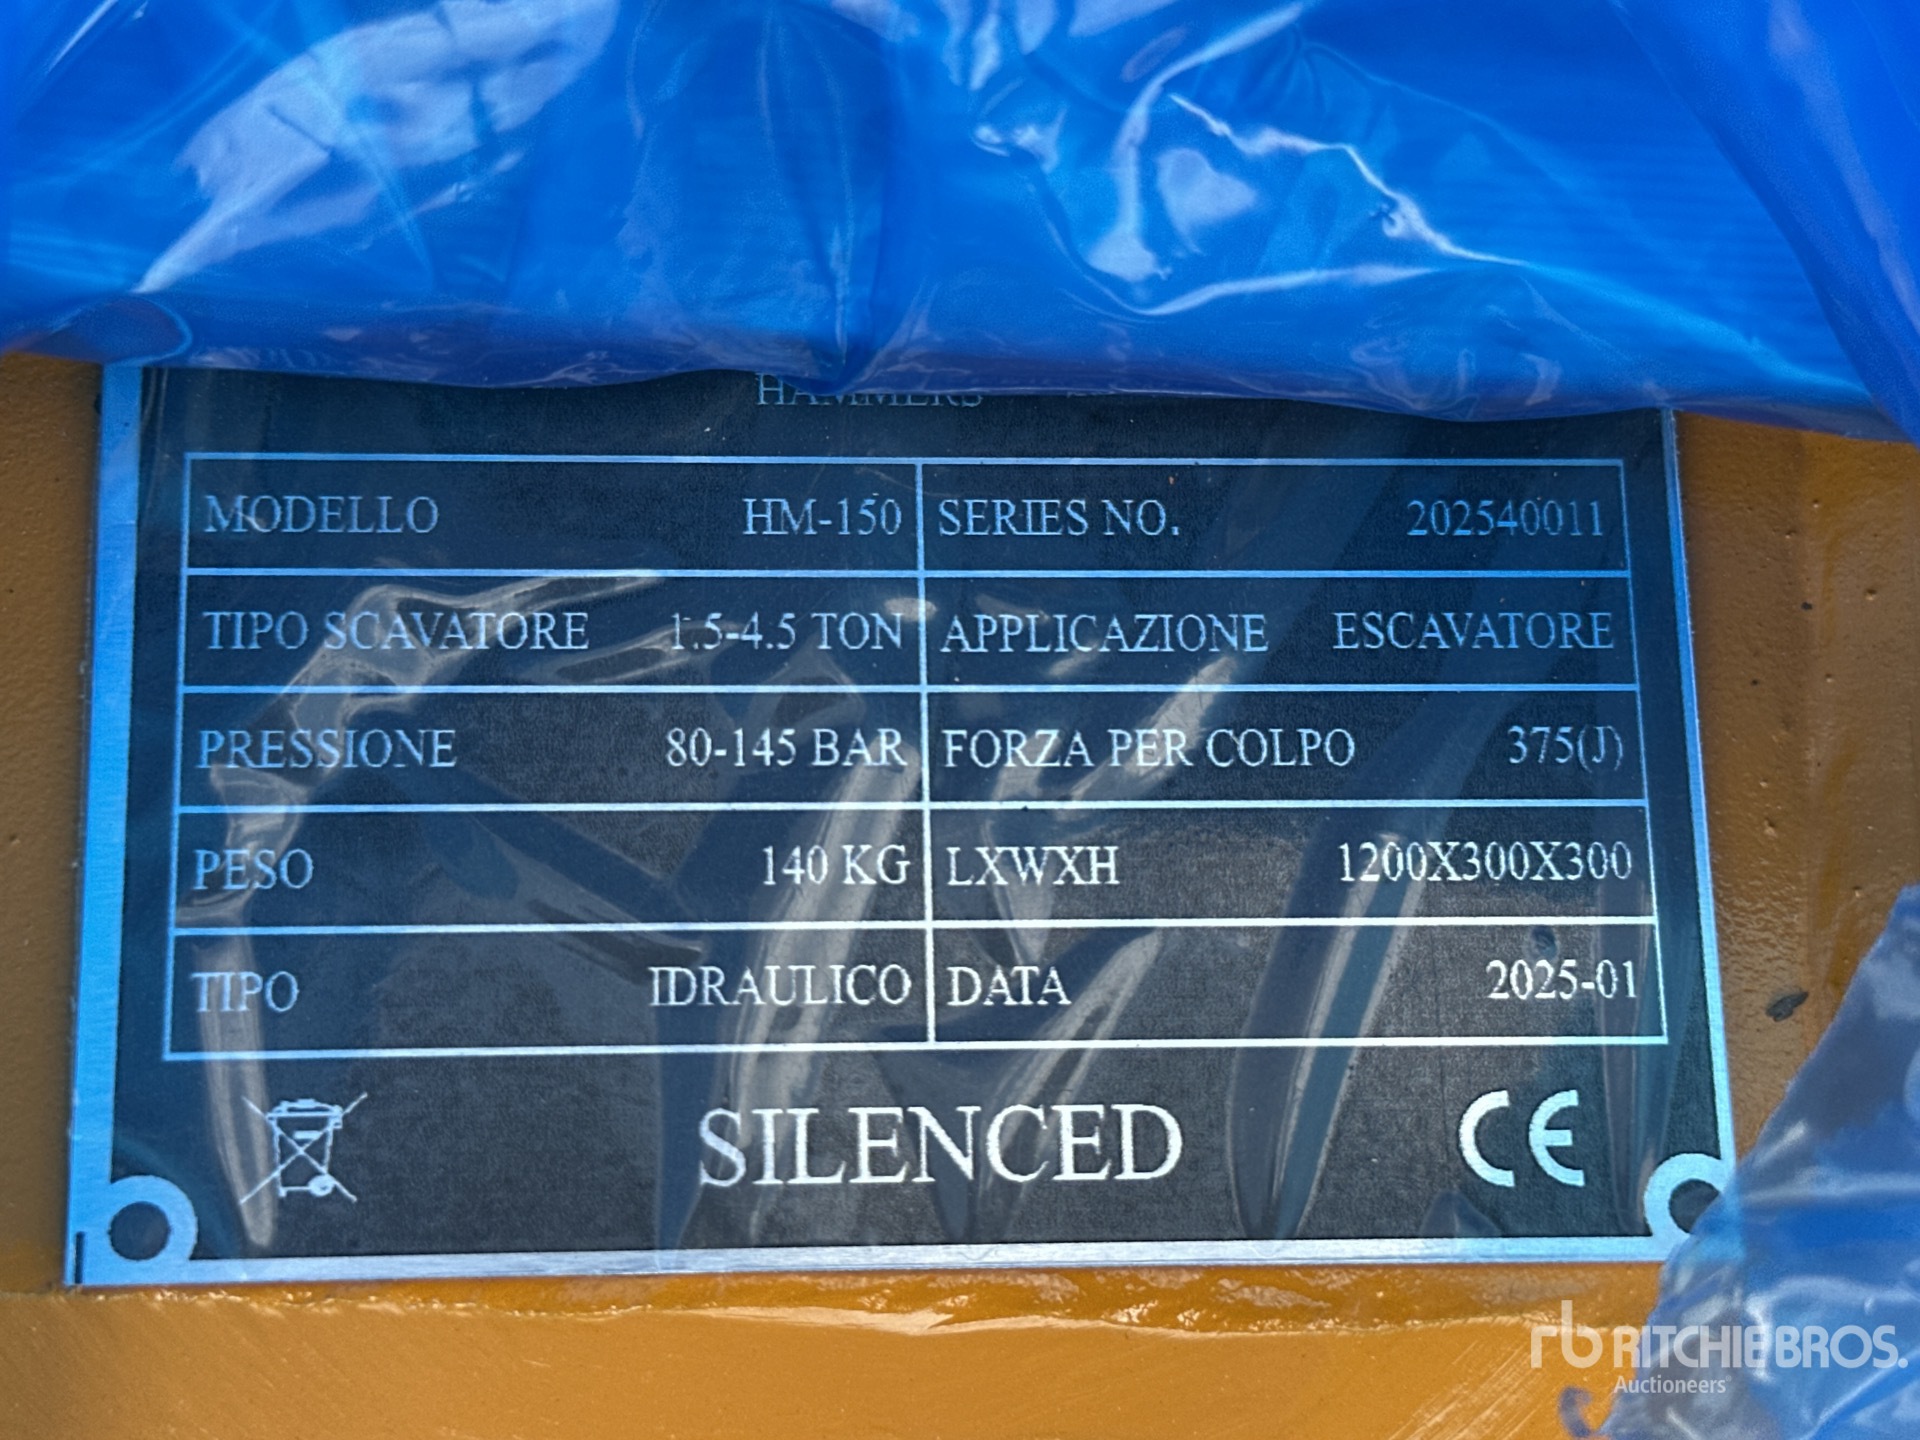 HAMMERS
MODELLO 	HM-150 	SERIES NO. 	202540011
TIPO SCAVATORE 	1.5-4.5 TON 	APPLICAZIONE 	ESCAVATORE
PRESSIONE 	80-145 BAR 	FORZA PER COLPO 	375(J)
PESO 	140 KG 	LXWXH 	1200X300X300
TIPO 	IDRAULICO 	DATA 	2025-01
SILENCED CE
rb RITCHIE BROS.
Auctioneers